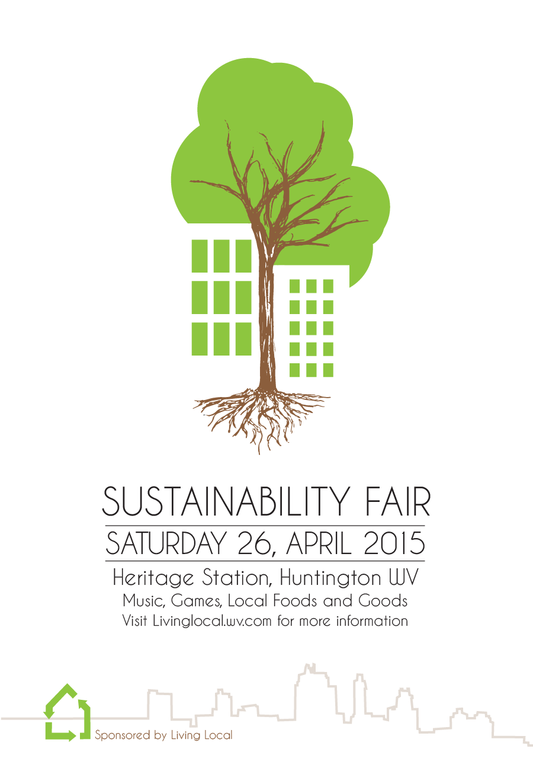 SUSTAINABILITY FAIR
SATURDAY 26, APRIL 2015
Heritage Station, Huntington WV
Music, Games, Local Foods and Goods
Visit Livinglocal.wv.com for more information
Sponsored by Living Local